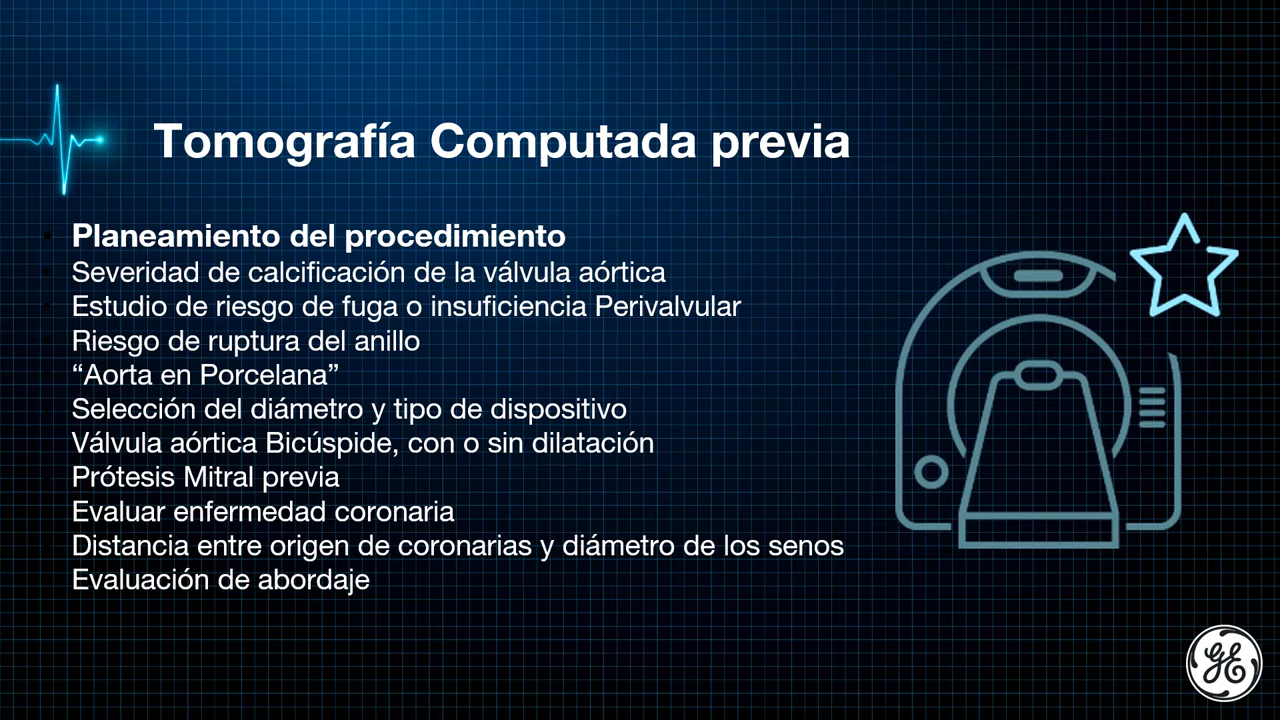 Tomografía Computada previa
• Planeamiento del procedimiento
Severidad de calcificación de la válvula aórtica
Estudio de riesgo de fuga o insuficiencia Perivalvular
Riesgo de ruptura del anillo
“Aorta en Porcelana”
Selección del diámetro y tipo de dispositivo
Válvula aórtica Bicúspide, con o sin dilatación
Prótesis Mitral previa
Evaluar enfermedad coronaria
Distancia entre origen de coronarias y diámetro de los senos
Evaluación de abordaje
GE